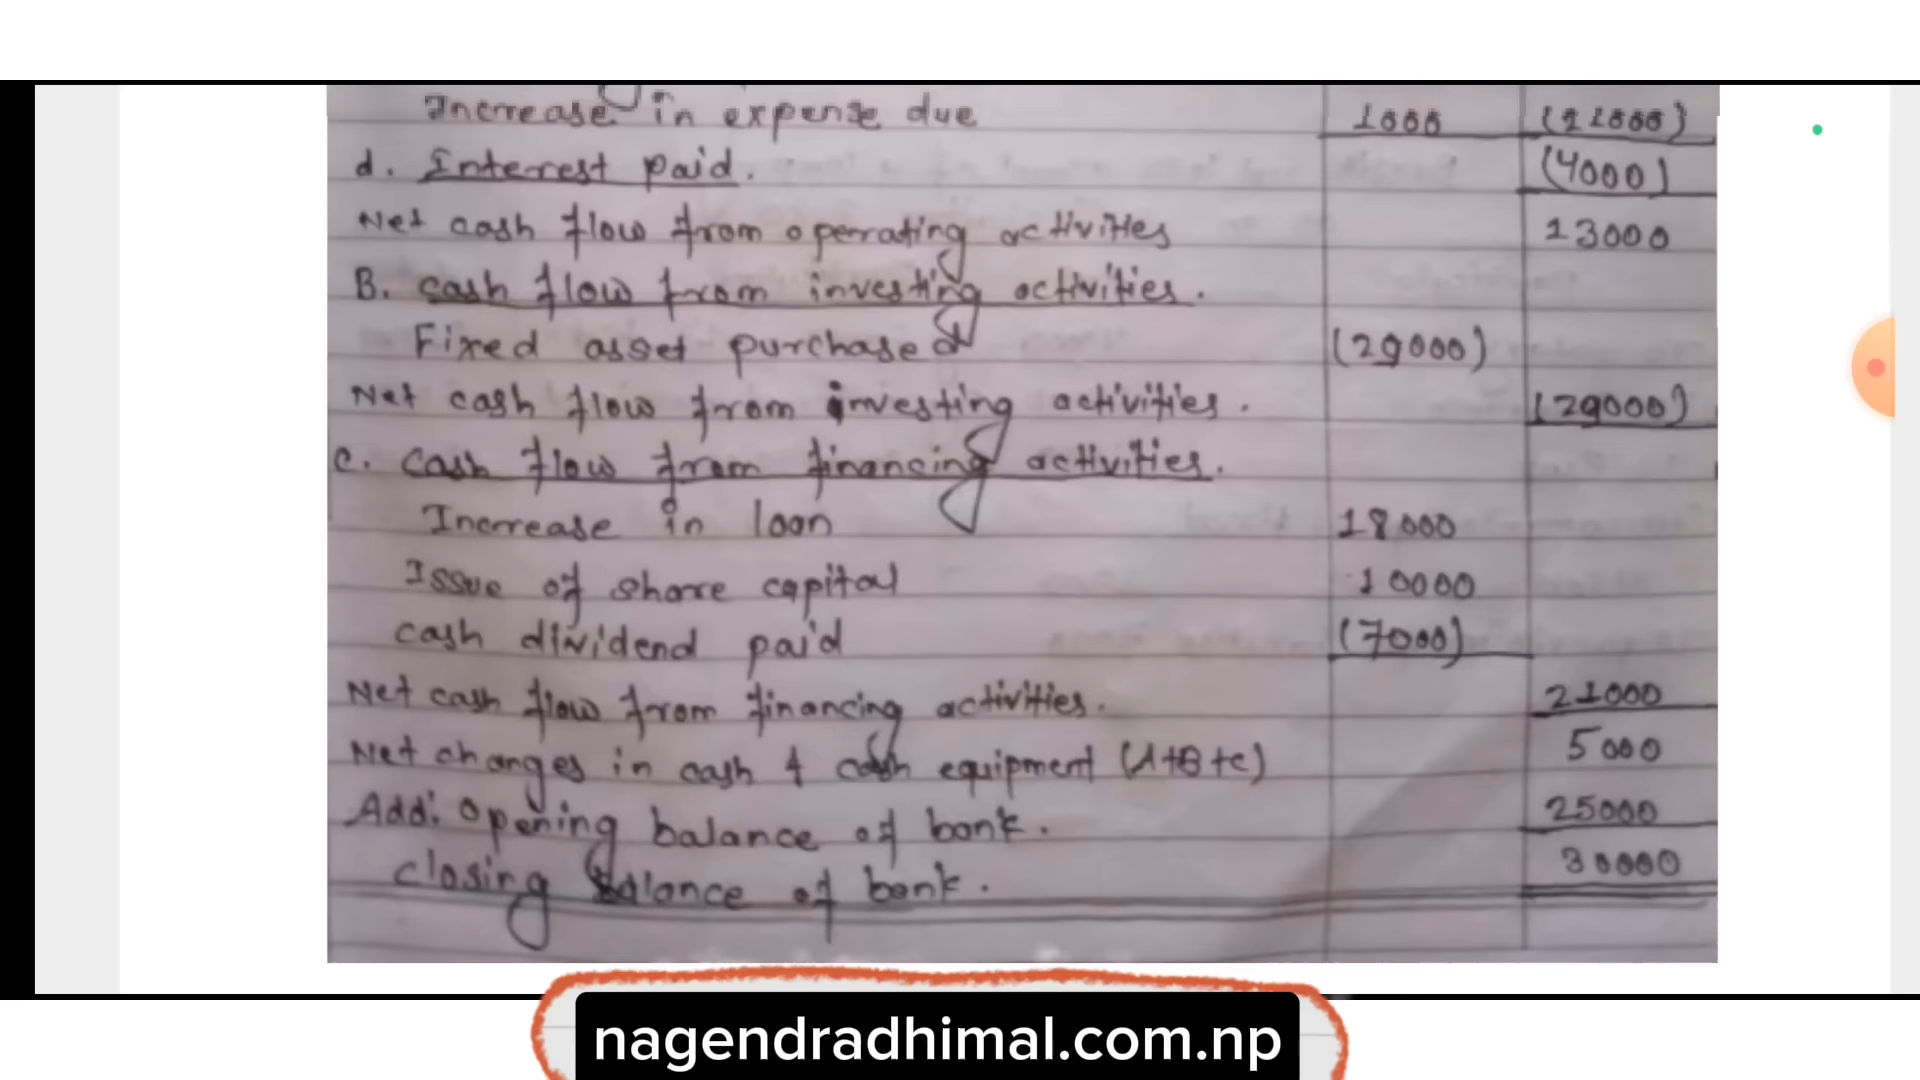 Increase in expense due 1000 (21000)
d. Interest paid. (4000)
Net cash flow from operating activities 13000
B. cash flow from investing activities.
Fixed asset purchased (29000)
Net cash flow from investing activities. (29000)
C. cash flow from financing activities.
Increase in loan 18000
Issue of share capital 10000
cash dividend paid (7000)
Net cash flow from financing activities. 21000
Net changes in cash & cash equipment (A+B+C) 5000
Add: Opening balance of bank. 25000
closing balance of bank. 30000
nagendradhimal.com.np